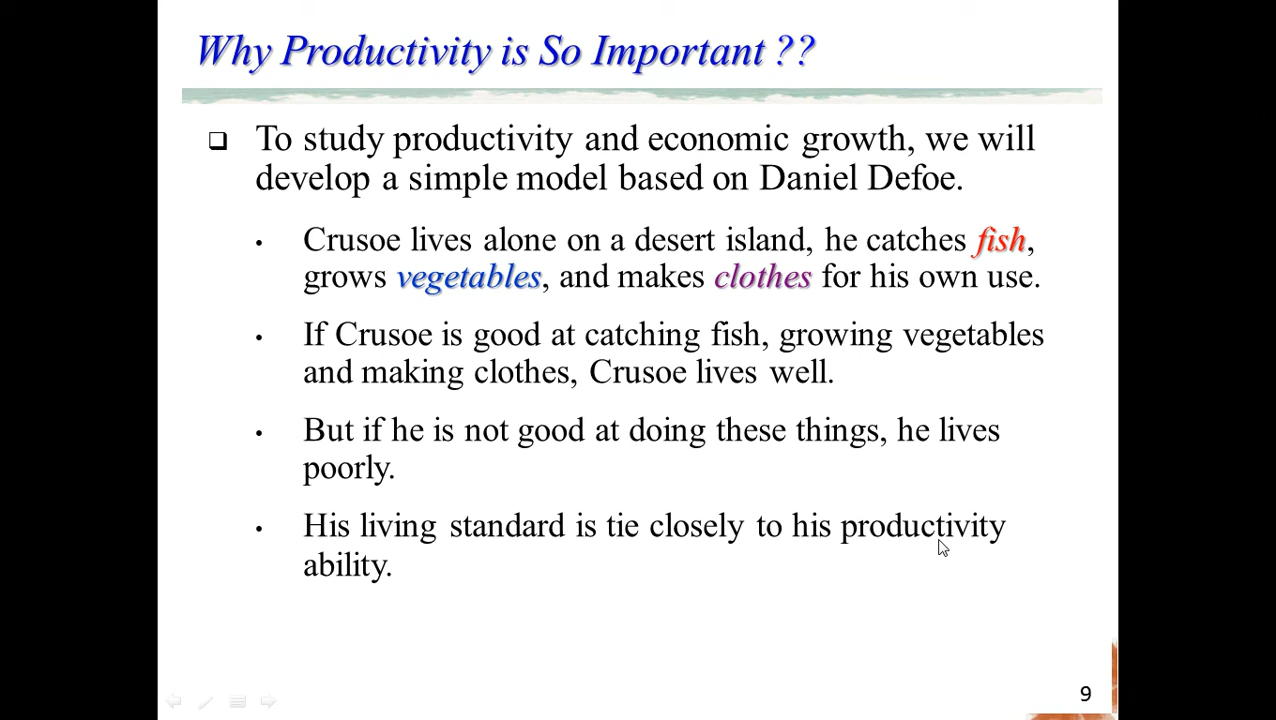 Why Productivity is So Important ??
To study productivity and economic growth, we will
develop a simple model based on Daniel Defoe.
• Crusoe lives alone on a desert island, he catches fish,
grows vegetables, and makes clothes for his own use.
• If Crusoe is good at catching fish, growing vegetables
and making clothes, Crusoe lives well.
• But if he is not good at doing these things, he lives
poorly.
• His living standard is tie closely to his productivity
ability.
9